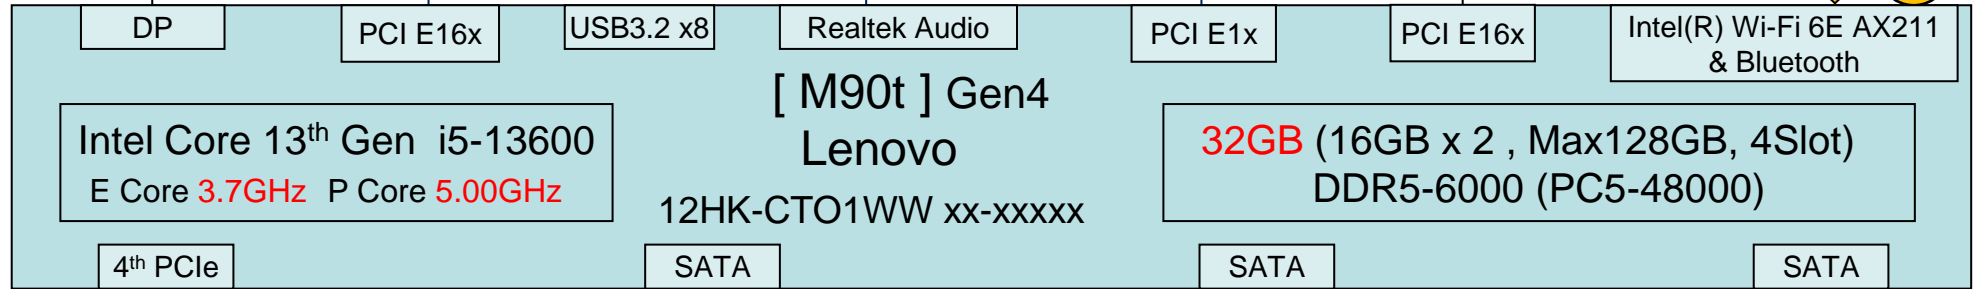 DP
PCI E16x
USB3.2 x8
Realtek Audio
PCI E1x
PCI E16x
Intel(R) Wi-Fi 6E AX211
& Bluetooth
[ M90t ] Gen4
Lenovo
12HK-CTO1WW xx-xxxxx
Intel Core 13th Gen i5-13600
E Core 3.7GHz P Core 5.00GHz
32GB (16GB x 2 , Max128GB, 4Slot)
DDR5-6000 (PC5-48000)
4th PCIe
SATA
SATA
SATA